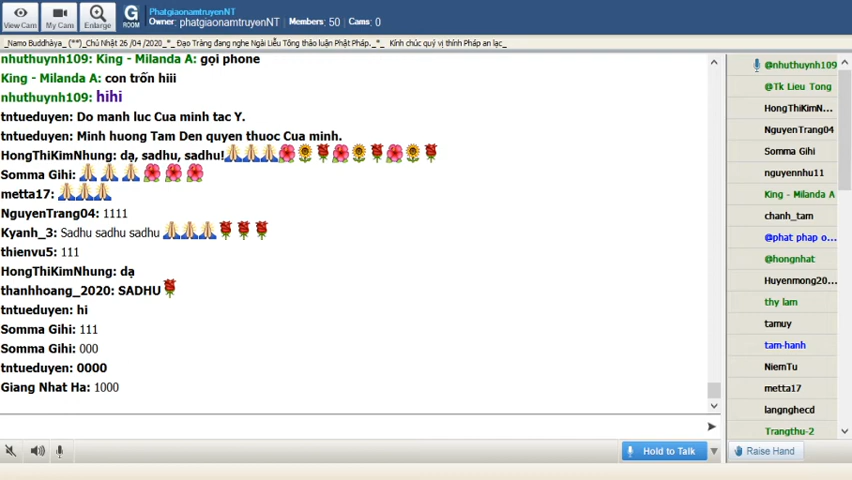 View Cam
My Cam
Enlarge
G
ROOM
PhatgiaonamtruyenNT
Owner: phatgiaonamtruyenNT | Members: 50 | Cams: 0
_Namo Buddhàya_ (**)_Chủ Nhật 26 /04 /2020_*_ Đạo Tràng đang nghe Ngài Liễu Tông thảo luận Phật Pháp._*_ Kính chúc quý vị thính Pháp an lạc_
nhuthuynh109: King - Milanda A: gọi phone
King - Milanda A: con trốn hiii
nhuthuynh109: hihi
tntueduyen: Do manh luc Cua minh tac Y.
tntueduyen: Minh huong Tam Den quyen thuoc Cua minh.
HongThiKimNhung: dạ, sadhu, sadhu!
Somma Gihi:
metta17:
NguyenTrang04: 1111
Kyanh_3: Sadhu sadhu sadhu
thienvu5: 111
HongThiKimNhung: dạ
thanhhoang_2020: SADHU
tntueduyen: hi
Somma Gihi: 111
Somma Gihi: 000
tntueduyen: 0000
Giang Nhat Ha: 1000
@nhuthuynh109
@Tk Lieu Tong
HongThiKimN...
NguyenTrang04
Somma Gihi
nguyennhu11
King - Milanda A
chanh_tam
@phat phap o...
@hongnhat
Huyenmong20...
thy lam
tamuy
tam-hanh
NiemTu
metta17
langnghecd
Trangthu-2
Hold to Talk
Raise Hand